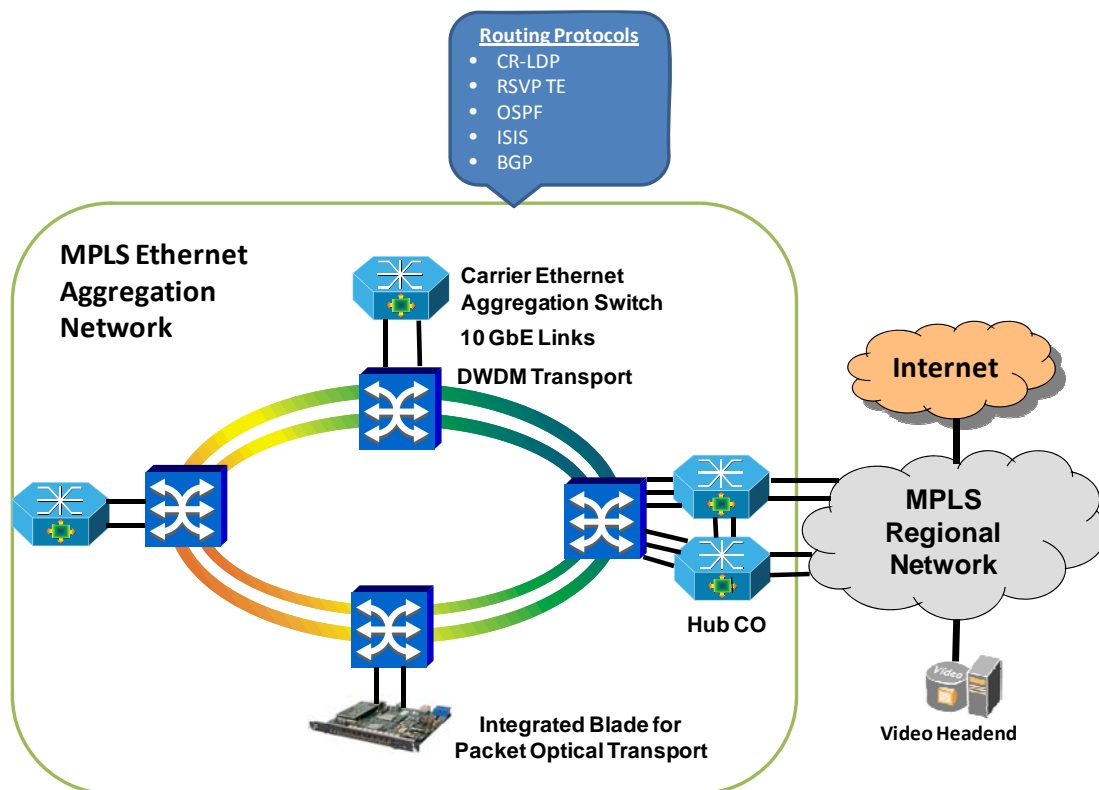 Routing Protocols
• CR-LDP
• RSVP TE
• OSPF
• ISIS
• BGP
MPLS Ethernet
Aggregation
Network
Carrier Ethernet
Aggregation Switch
10 GbE Links
DWDM Transport
Internet
MPLS
Regional
Network
Hub CO
Integrated Blade for
Packet Optical Transport
Video
Video Headend